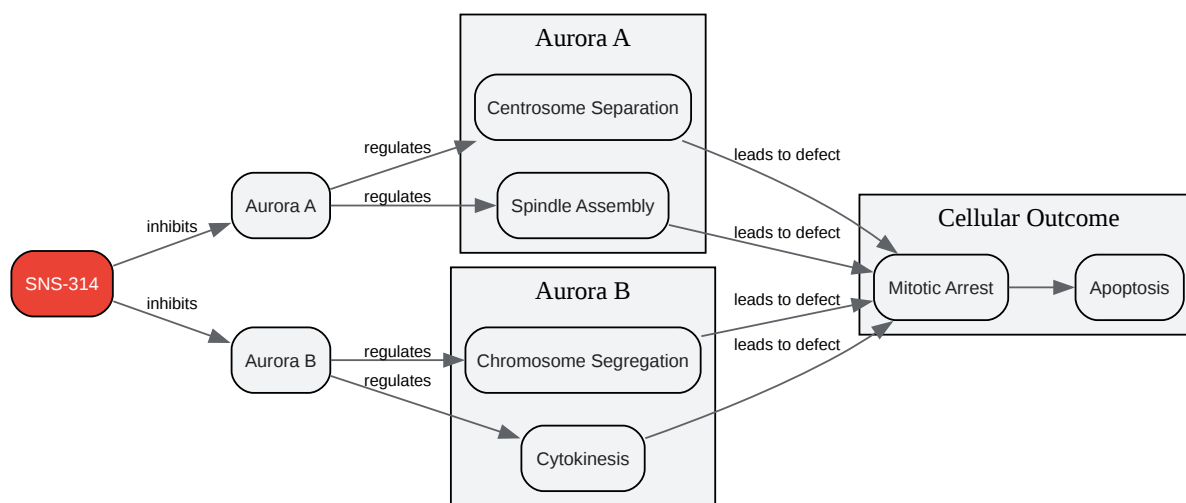 Aurora A
Centrosome Separation
regulates
leads to defect
Aurora A
regulates
Spindle Assembly
inhibits
leads to defect
Cellular Outcome
SNS-314
Mitotic Arrest
Apoptosis
Aurora B
inhibits
leads to defect
regulates
Aurora B
Chromosome Segregation
leads to defect
regulates
Cytokinesis